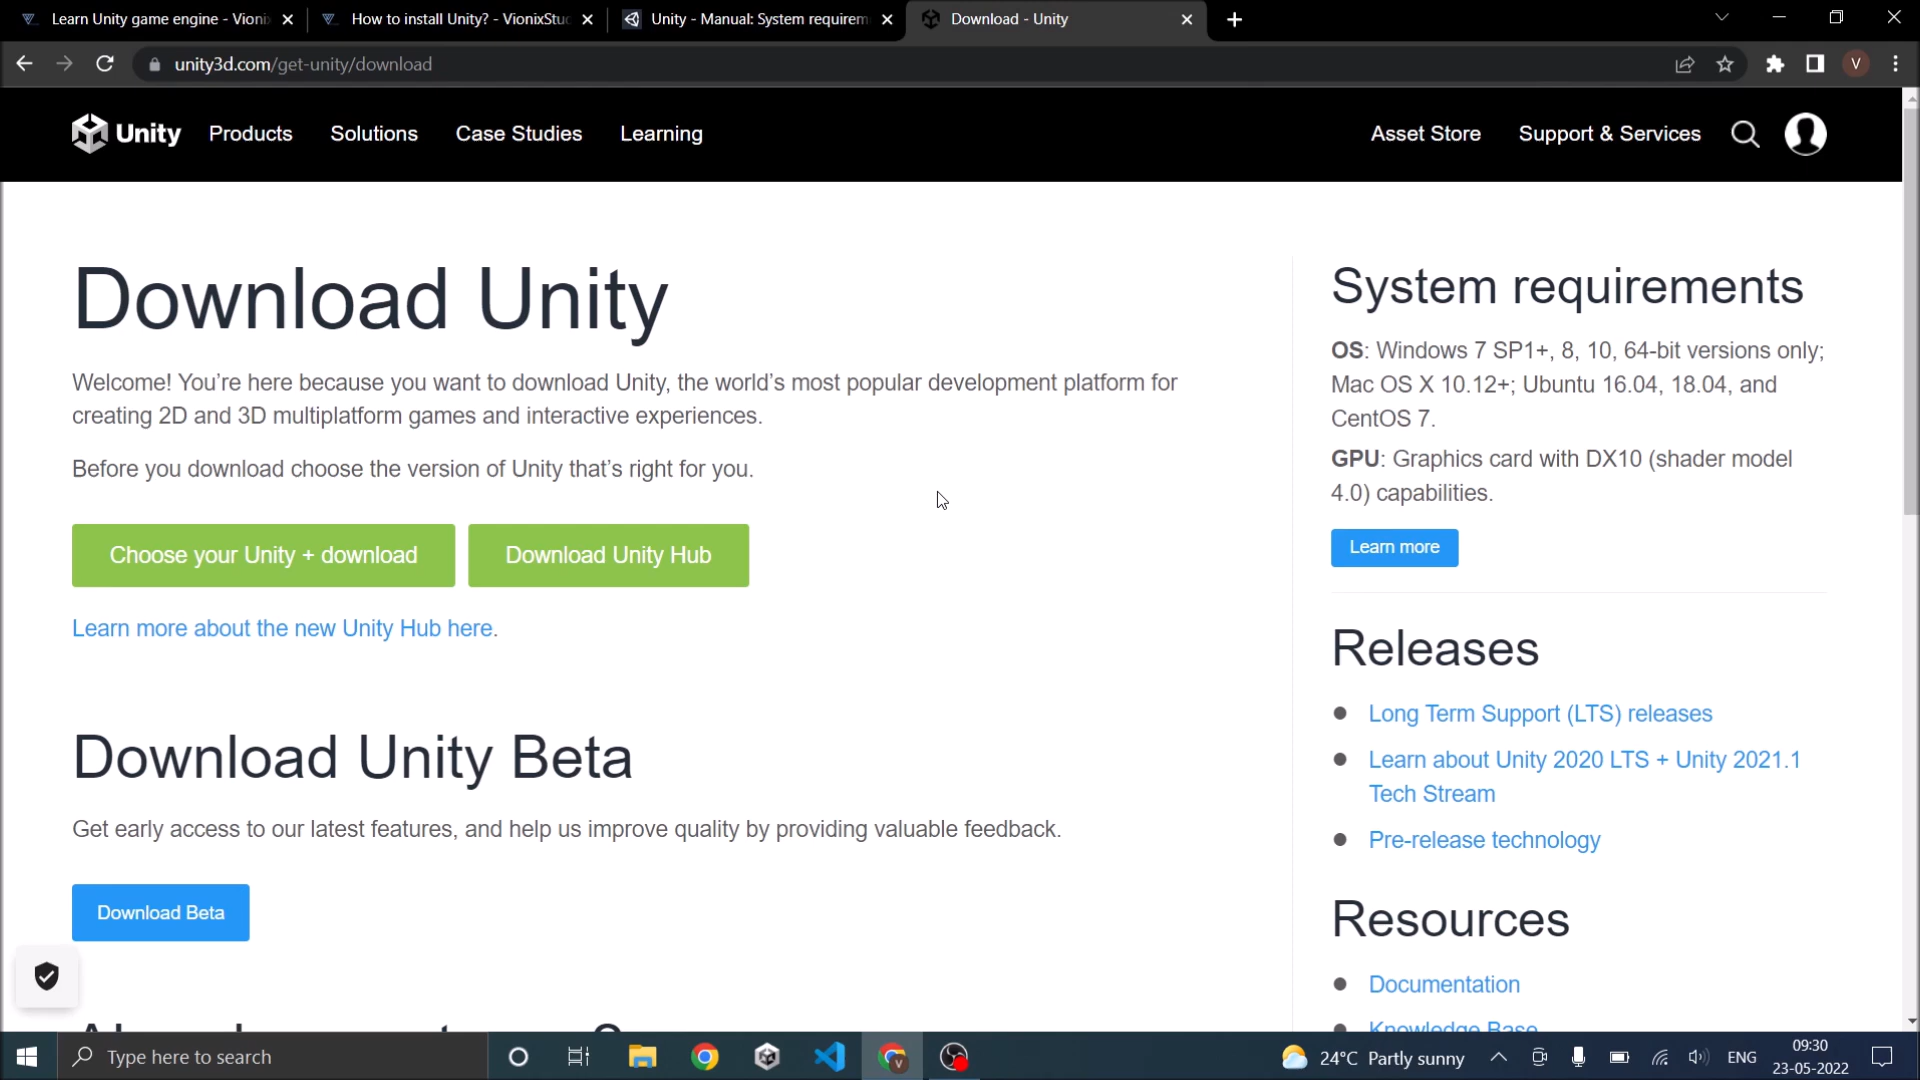 Learn Unity game engine - Vionix
How to install Unity? - VionixStud
Unity - Manual: System requirem
Download - Unity
unity3d.com/get-unity/download
V
Unity
Products
Solutions
Case Studies
Learning
Asset Store
Support & Services
Download Unity
Welcome! You're here because you want to download Unity, the world's most popular development platform for
creating 2D and 3D multiplatform games and interactive experiences.
Before you download choose the version of Unity that's right for you.
Choose your Unity + download
Download Unity Hub
Learn more about the new Unity Hub here.
Download Unity Beta
Get early access to our latest features, and help us improve quality by providing valuable feedback.
Download Beta
System requirements
OS: Windows 7 SP1+, 8, 10, 64-bit versions only;
Mac OS X 10.12+; Ubuntu 16.04, 18.04, and
CentOS 7.
GPU: Graphics card with DX10 (shader model
4.0) capabilities.
Learn more
Releases
Long Term Support (LTS) releases
Learn about Unity 2020 LTS + Unity 2021.1
Tech Stream
Pre-release technology
Resources
Documentation
Knowledge Base
Type here to search
24°C Partly sunny
ENG
09:30
23-05-2022